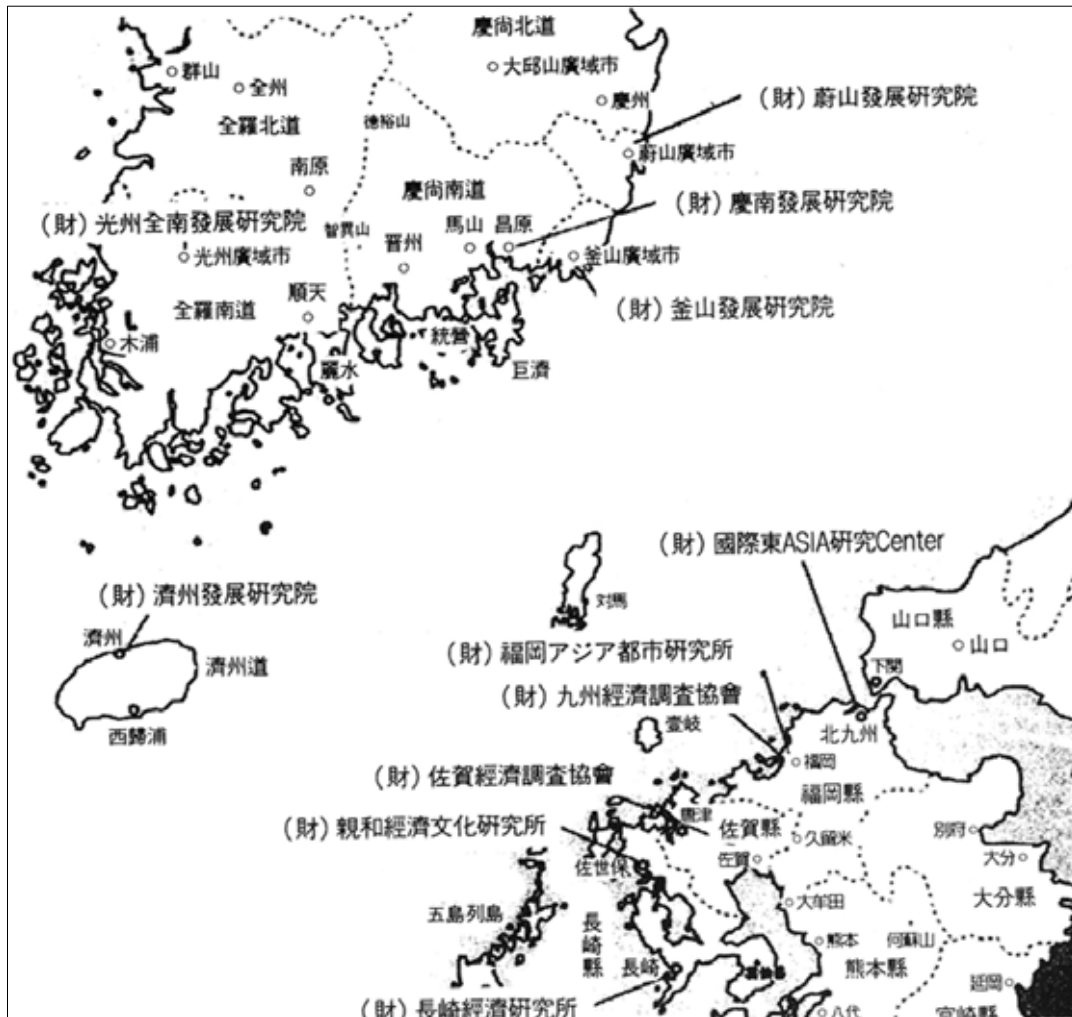 慶尚北道
大邱山廣域市
群山
全州
慶州
(財) 蔚山發展研究院
全羅北道
德裕山
蔚山廣域市
南原
慶尚南道
(財) 慶南發展研究院
(財) 光州全南發展研究院
智異山
馬山
昌原
晋州
光州廣域市
釜山廣域市
順天
全羅南道
(財) 釜山發展研究院
木浦
統營
麗水
巨濟
(財) 國際東ASIA研究Center
(財) 濟州發展研究院
対馬
山口縣
濟州
山口
(財) 福岡アジア都市研究所
濟州道
下関
(財) 九州經濟調査協會
西歸浦
壹岐
北九州
福岡
(財) 佐賀經濟調査協會
福岡縣
唐津
(財) 親和經濟文化研究所
佐賀縣
久留米
別府
佐世保
佐賀
大分
大分縣
五島列島
大牟田
長崎縣
熊本
何蘇山
長崎
熊本縣
延岡
(財) 長崎經濟研究所
八代
宮崎縣